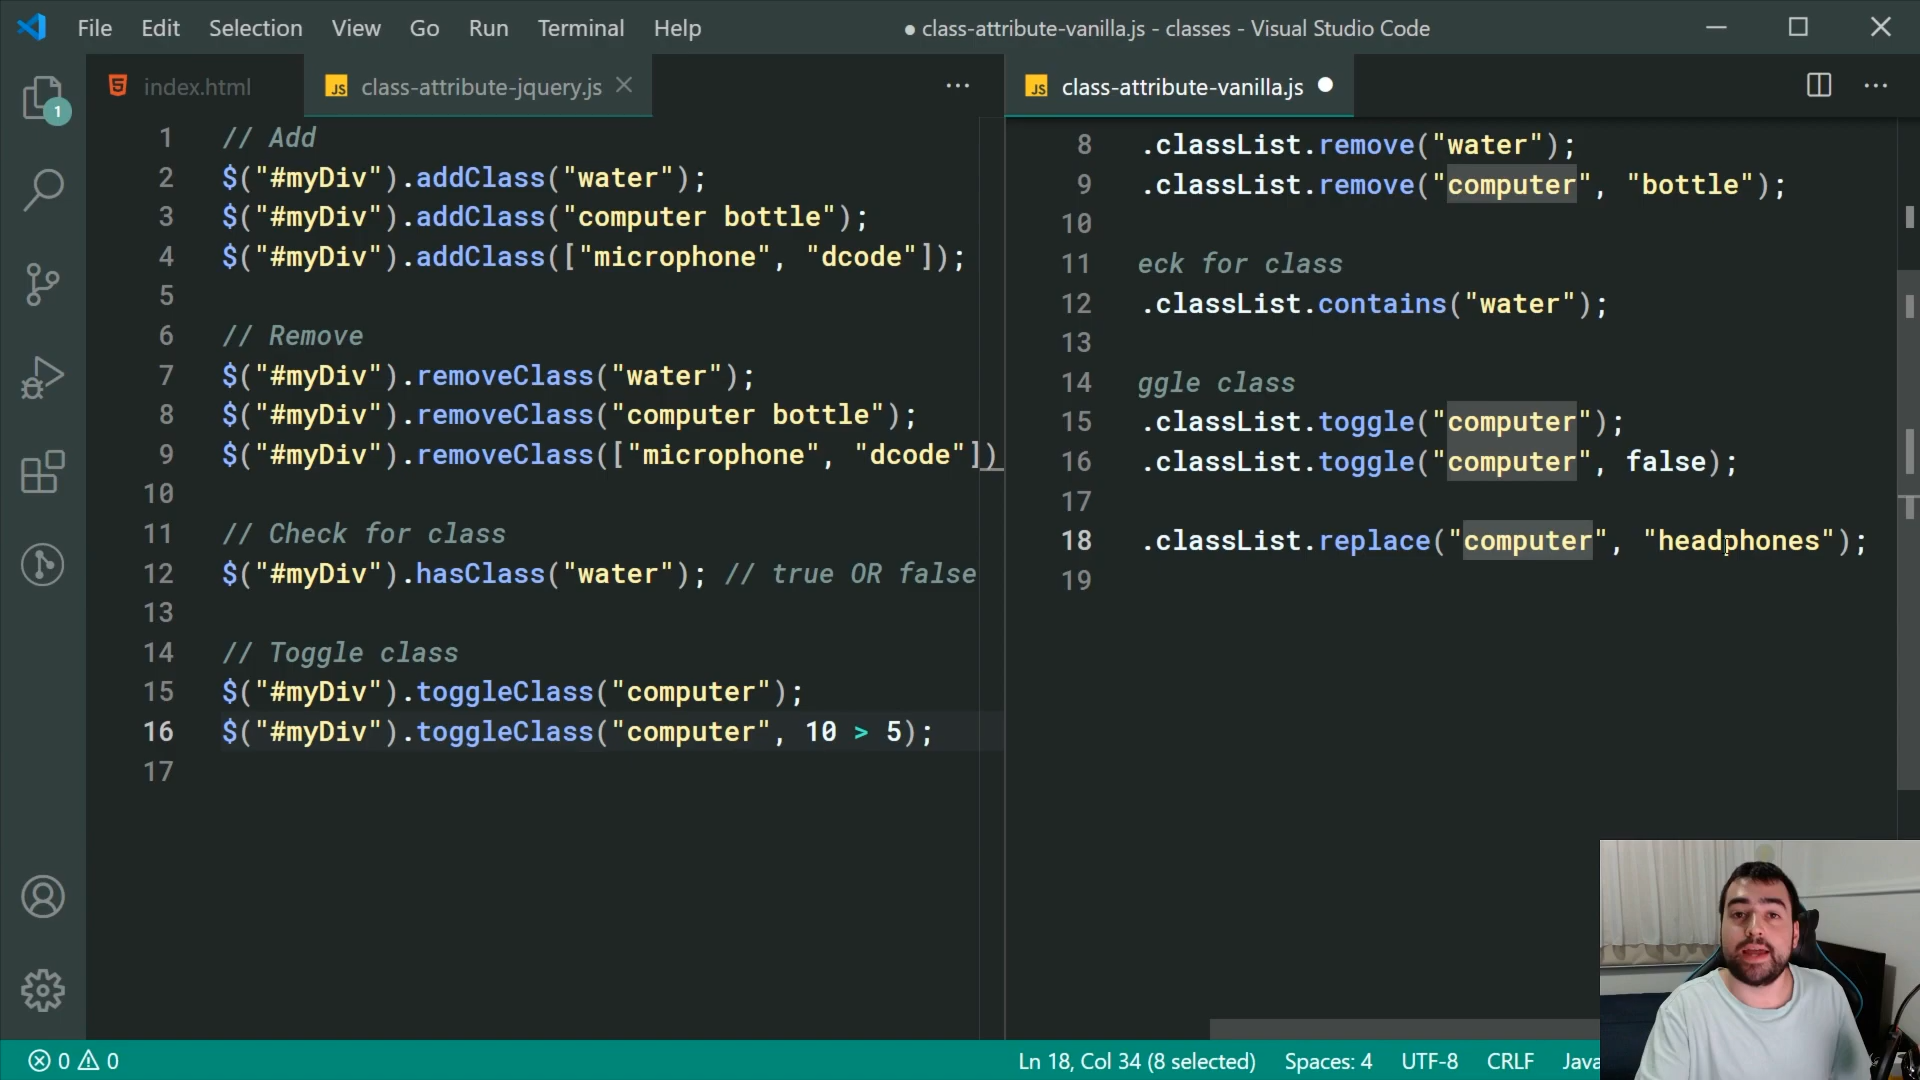 File Edit Selection View Go Run Terminal Help
● class-attribute-vanilla.js - classes - Visual Studio Code
1
index.html
JS class-attribute-jquery.js
1 // Add
2 $("#myDiv").addClass("water");
3 $("#myDiv").addClass("computer bottle");
4 $("#myDiv").addClass(["microphone", "dcode"]);
5
6 // Remove
7 $("#myDiv").removeClass("water");
8 $("#myDiv").removeClass("computer bottle");
9 $("#myDiv").removeClass(["microphone", "dcode"])
10
11 // Check for class
12 $("#myDiv").hasClass("water"); // true OR false
13
14 // Toggle class
15 $("#myDiv").toggleClass("computer");
16 $("#myDiv").toggleClass("computer", 10 > 5);
17
JS class-attribute-vanilla.js ●
8 .classList.remove("water");
9 .classList.remove("computer", "bottle");
10
11 eck for class
12 .classList.contains("water");
13
14 ggle class
15 .classList.toggle("computer");
16 .classList.toggle("computer", false);
17
18 .classList.replace("computer", "headphones");
19
0 0
Ln 18, Col 34 (8 selected) Spaces: 4 UTF-8 CRLF Java